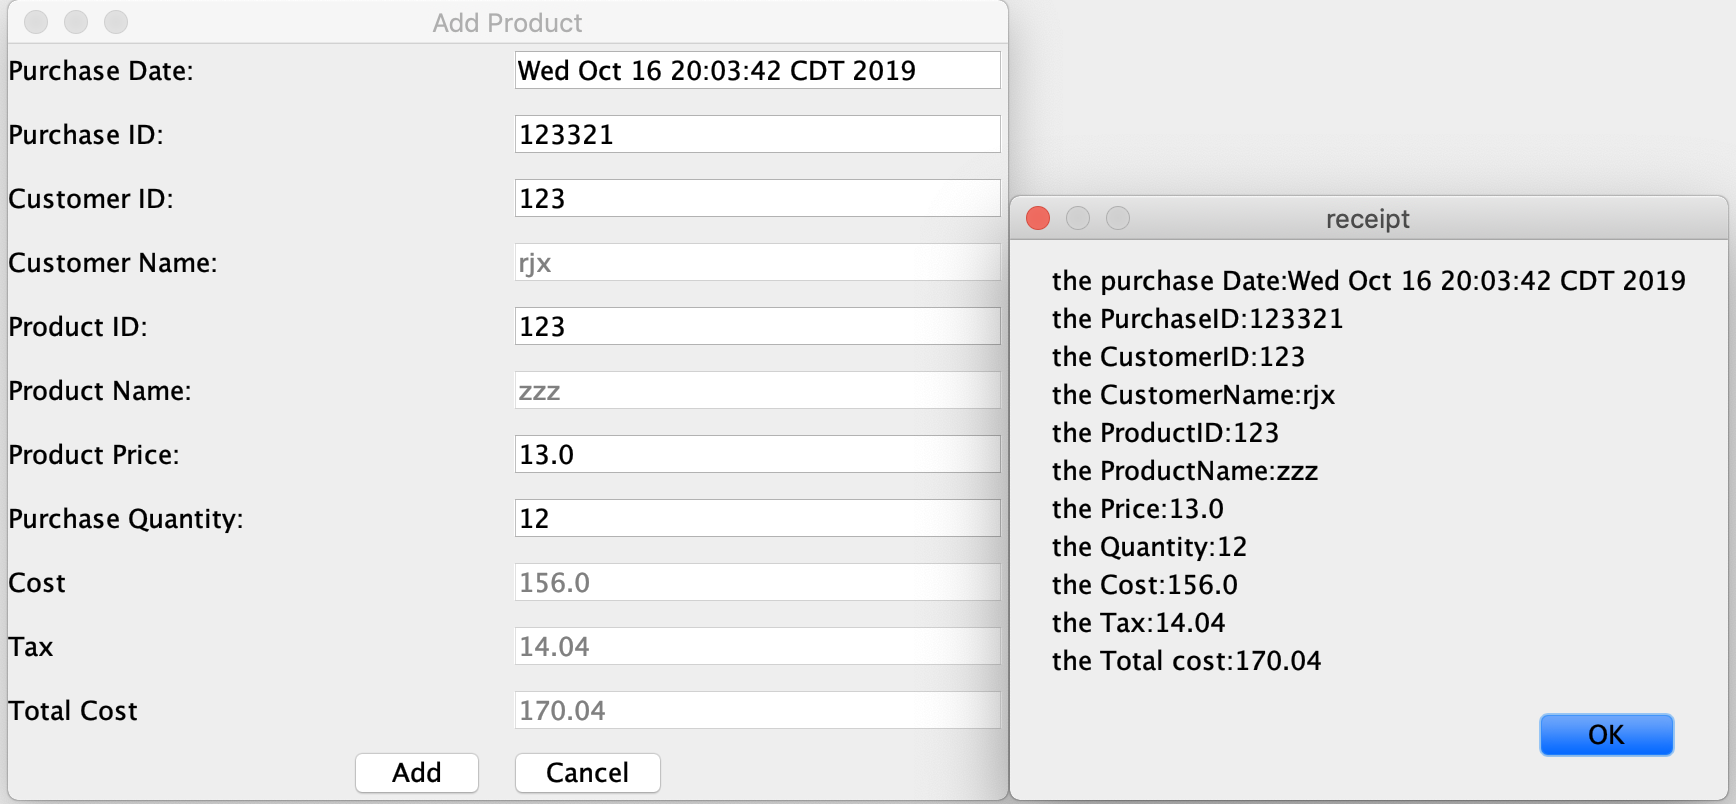 Add Product
Purchase Date: Wed Oct 16 20:03:42 CDT 2019
Purchase ID: 123321
Customer ID: 123
Customer Name: rjx
Product ID: 123
Product Name: zzz
Product Price: 13.0
Purchase Quantity: 12
Cost 156.0
Tax 14.04
Total Cost 170.04
Add Cancel
receipt
the purchase Date:Wed Oct 16 20:03:42 CDT 2019
the PurchaseID:123321
the CustomerID:123
the CustomerName:rjx
the ProductID:123
the ProductName:zzz
the Price:13.0
the Quantity:12
the Cost:156.0
the Tax:14.04
the Total cost:170.04
OK